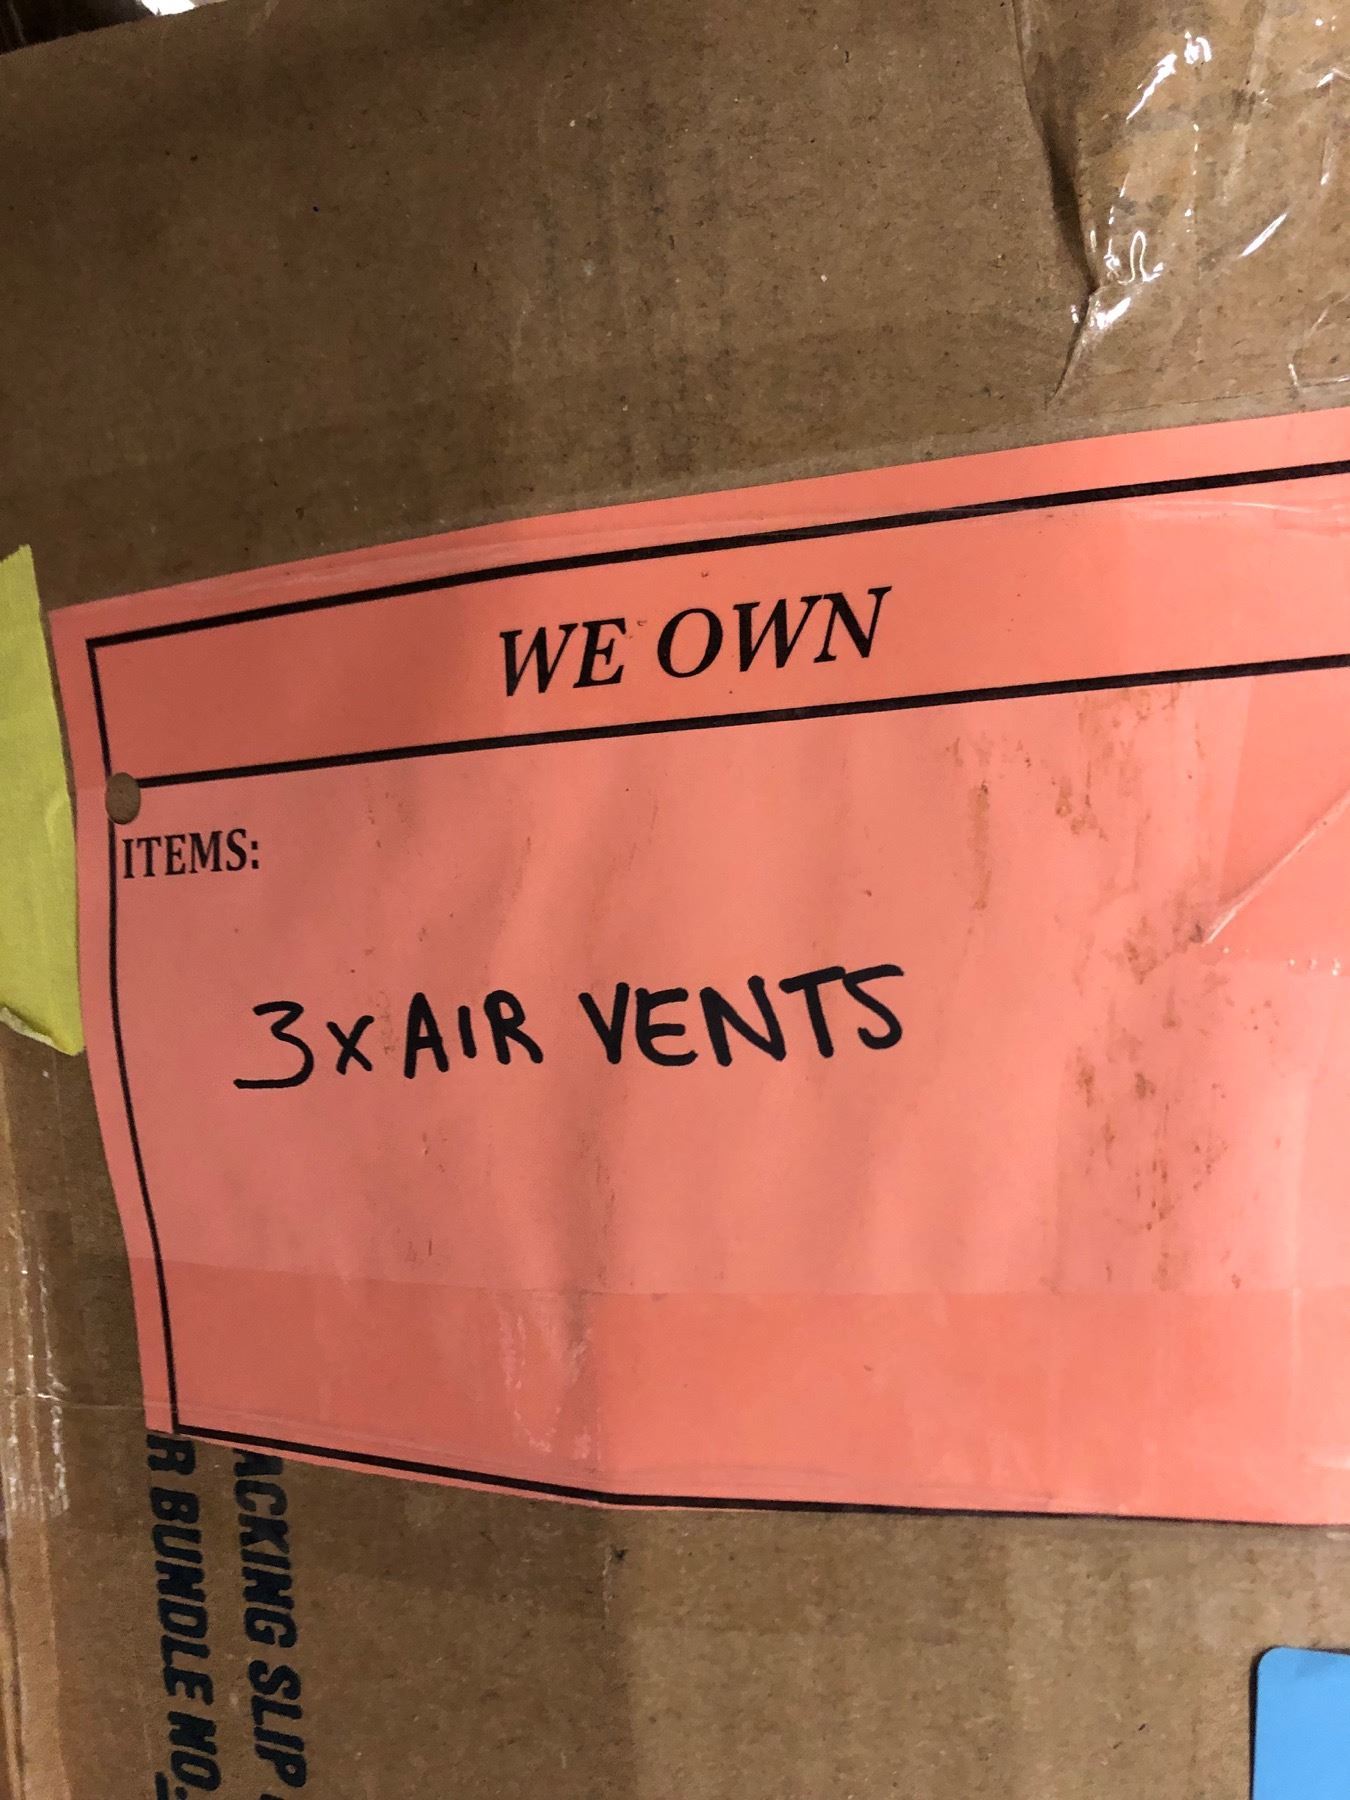 WE OWN
ITEMS:
3x AIR VENTS
ACKING SLIP
R BUNDLE NO.